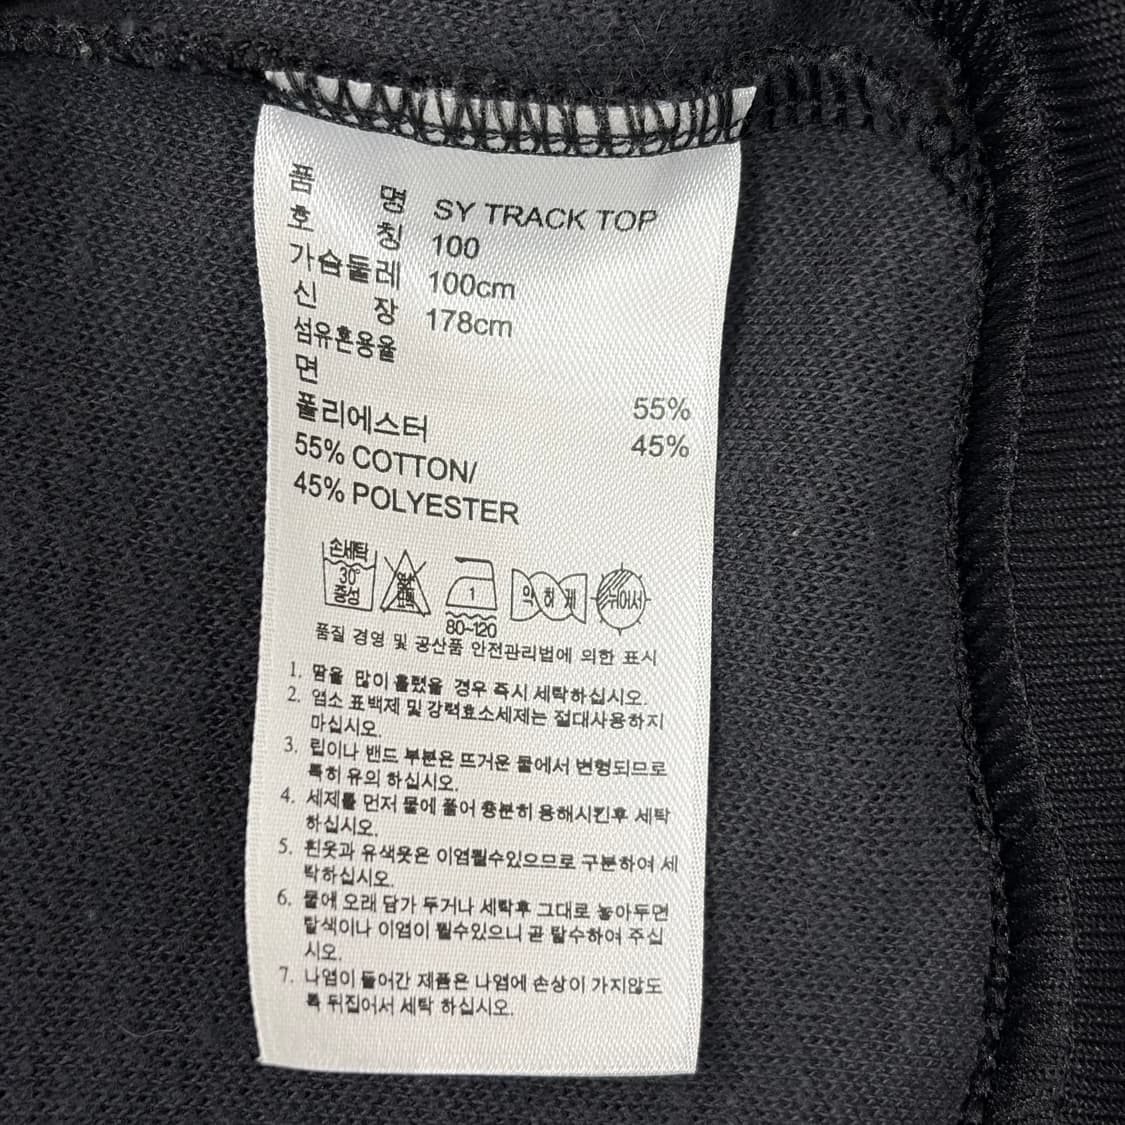 품 명 SY TRACK TOP
호 칭 100
가슴둘레 100cm
신 장 178cm
섬유혼용율
면 55%
폴리에스터 45%
55% COTTON/
45% POLYESTER
손세탁
30°
중성
1
80~120
약하게
뉘어서
품질 경영 및 공산품 안전관리법에 의한 표시
1. 땀을 많이 흘렸을 경우 즉시 세탁하십시오.
2. 염소 표백제 및 강력효소세제는 절대사용하지
마십시오.
3. 립이나 밴드 부분은 뜨거운 물에서 변형되므로
특히 유의 하십시오.
4. 세제를 먼저 물에 풀어 충분히 용해시킨후 세탁
하십시오.
5. 흰옷과 유색옷은 이염될수있으므로 구분하여 세
탁하십시오.
6. 물에 오래 담가 두거나 세탁후 그대로 놓아두면
탈색이나 이염이 될수있으니 곧 탈수하여 주십
시오.
7. 나염이 들어간 제품은 나염에 손상이 가지않도
록 뒤집어서 세탁 하십시오.